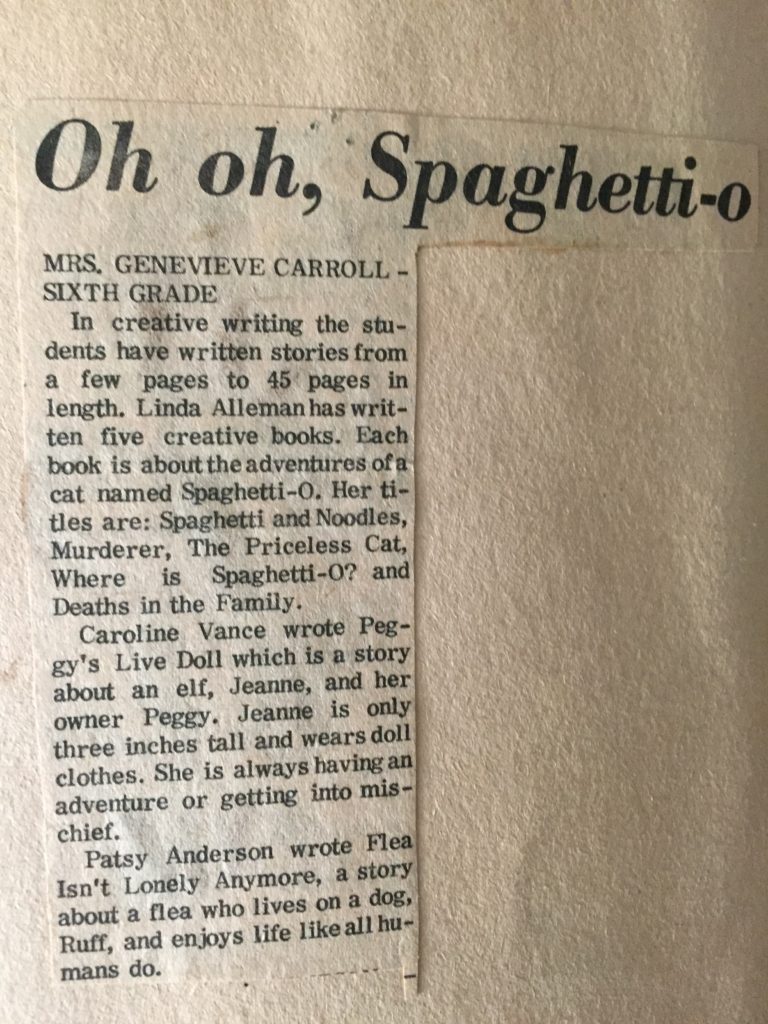 Oh oh, Spaghetti-o
MRS. GENEVIEVE CARROLL -
SIXTH GRADE
In creative writing the stu-
dents have written stories from
a few pages to 45 pages in
length. Linda Alleman has writ-
ten five creative books. Each
book is about the adventures of a
cat named Spaghetti-O. Her ti-
tles are: Spaghetti and Noodles,
Murderer, The Priceless Cat,
Where is Spaghetti-O? and
Deaths in the Family.
Caroline Vance wrote Peg-
gy's Live Doll which is a story
about an elf, Jeanne, and her
owner Peggy. Jeanne is only
three inches tall and wears doll
clothes. She is always having an
adventure or getting into mis-
chief.
Patsy Anderson wrote Flea
Isn't Lonely Anymore, a story
about a flea who lives on a dog,
Ruff, and enjoys life like all hu-
mans do.